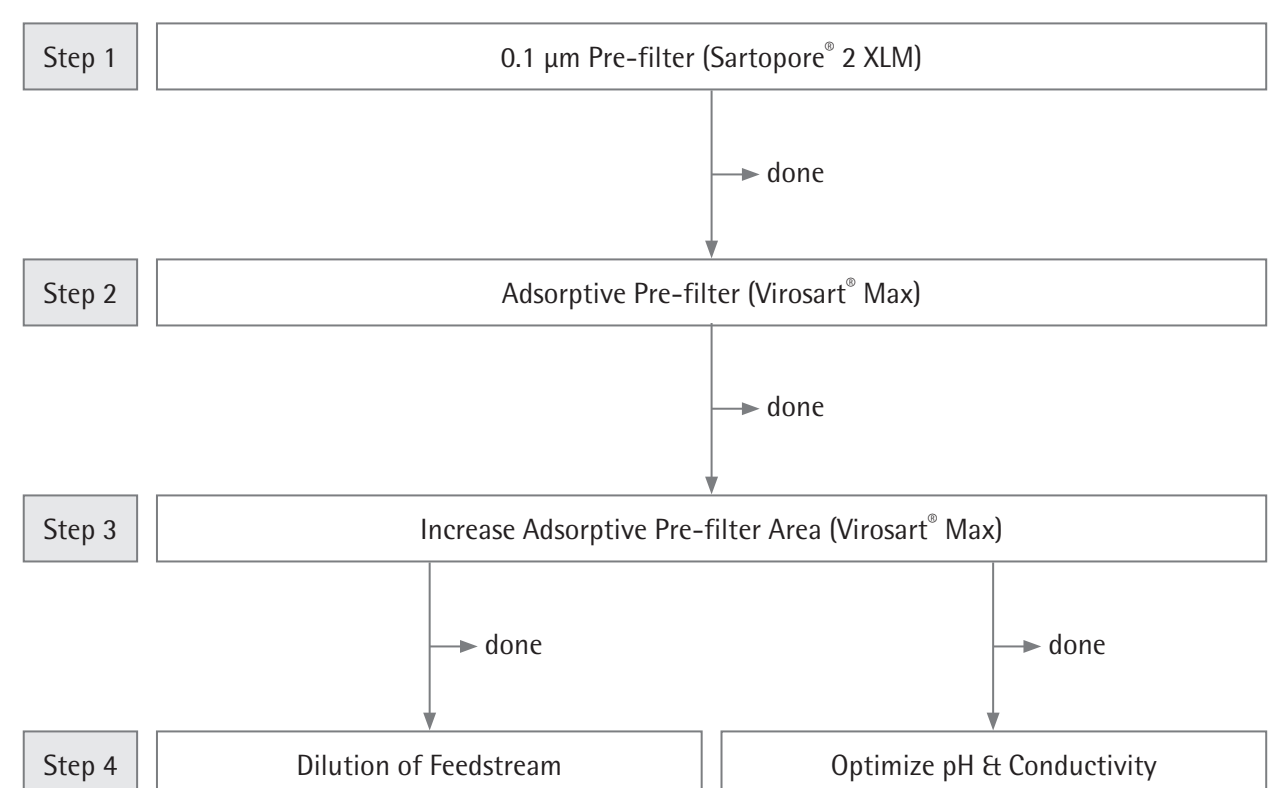 Step 1
0.1 µm Pre-filter (Sartopore® 2 XLM)
done
Step 2
Adsorptive Pre-filter (Virosart® Max)
done
Step 3
Increase Adsorptive Pre-filter Area (Virosart® Max)
done
done
Step 4
Dilution of Feedstream
Optimize pH & Conductivity